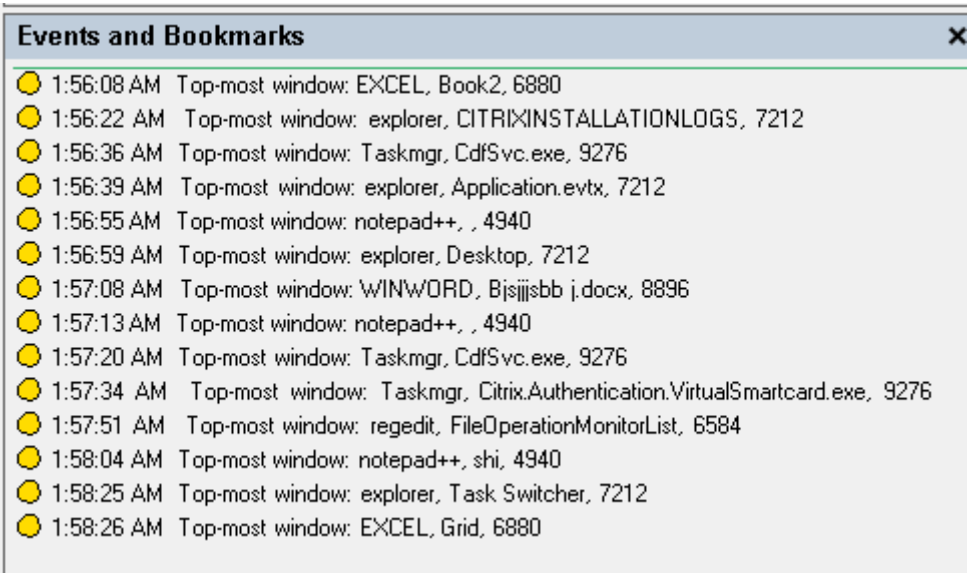 Events and Bookmarks
1:56:08 AM Top-most window: EXCEL, Book2, 6880
1:56:22 AM Top-most window: explorer, CITRIXINSTALLATIONLOGS, 7212
1:56:36 AM Top-most window: Taskmgr, CdfSvc.exe, 9276
1:56:39 AM Top-most window: explorer, Application.evtx, 7212
1:56:55 AM Top-most window: notepad++, , 4940
1:56:59 AM Top-most window: explorer, Desktop, 7212
1:57:08 AM Top-most window: WINWORD, Bjsjjjsbb j.docx, 8896
1:57:13 AM Top-most window: notepad++, , 4940
1:57:20 AM Top-most window: Taskmgr, CdfSvc.exe, 9276
1:57:34 AM Top-most window: Taskmgr, Citrix.Authentication.VirtualSmartcard.exe, 9276
1:57:51 AM Top-most window: regedit, FileOperationMonitorList, 6584
1:58:04 AM Top-most window: notepad++, shi, 4940
1:58:25 AM Top-most window: explorer, Task Switcher, 7212
1:58:26 AM Top-most window: EXCEL, Grid, 6880